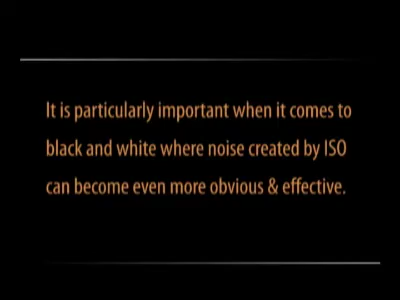 It is particularly important when it comes to
black and white where noise created by ISO
can become even more obvious & effective.